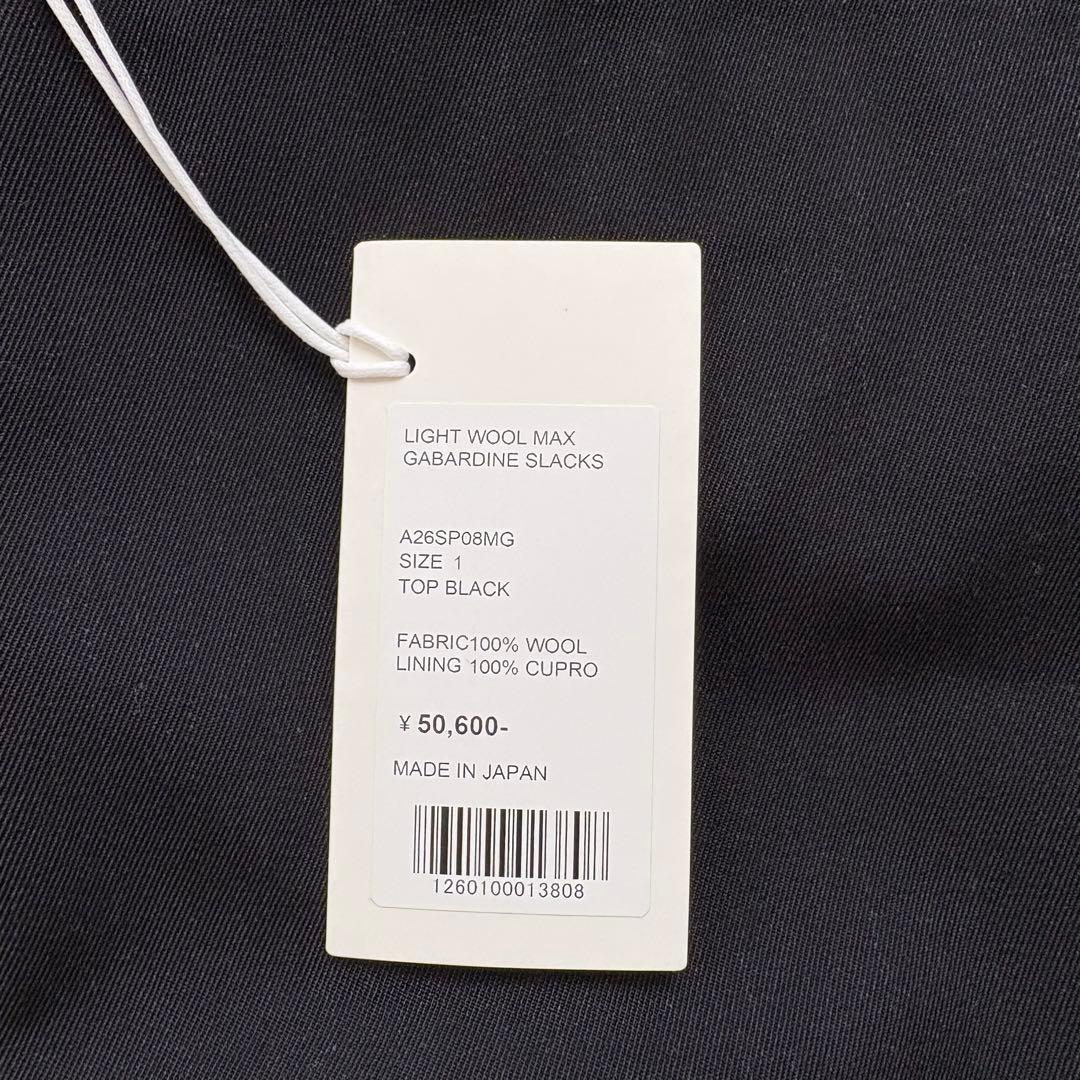 LIGHT WOOL MAX
GABARDINE SLACKS
A26SP08MG
SIZE 1
TOP BLACK
FABRIC100% WOOL
LINING 100% CUPRO
¥ 50,600-
MADE IN JAPAN
1260100013808